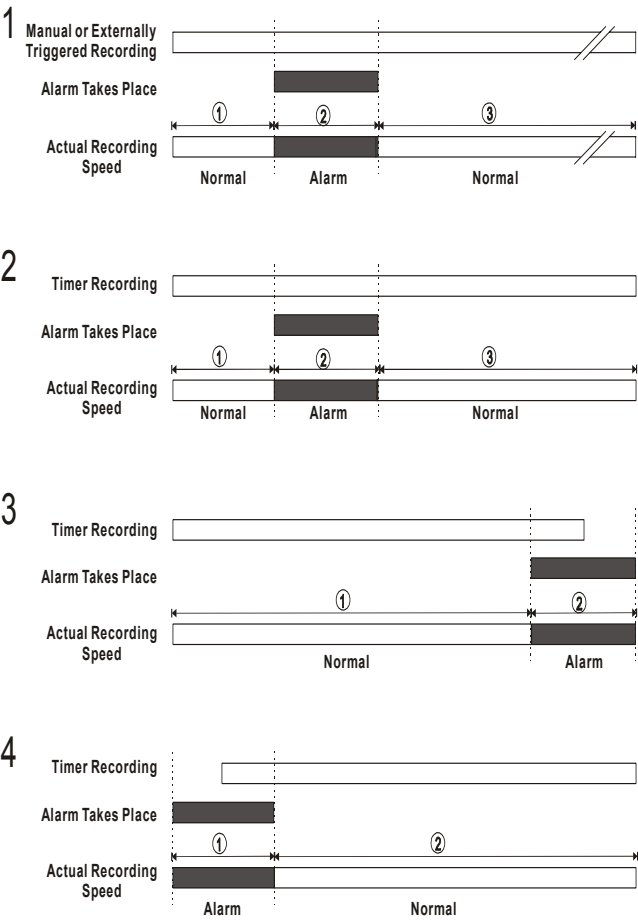 1
Manual or Externally
Triggered Recording
Alarm Takes Place
① ② ③
Actual Recording
Speed
Normal Alarm Normal
2
Timer Recording
Alarm Takes Place
① ② ③
Actual Recording
Speed
Normal Alarm Normal
3
Timer Recording
Alarm Takes Place
① ②
Actual Recording
Speed
Normal Alarm
4
Timer Recording
Alarm Takes Place
① ②
Actual Recording
Speed
Alarm Normal